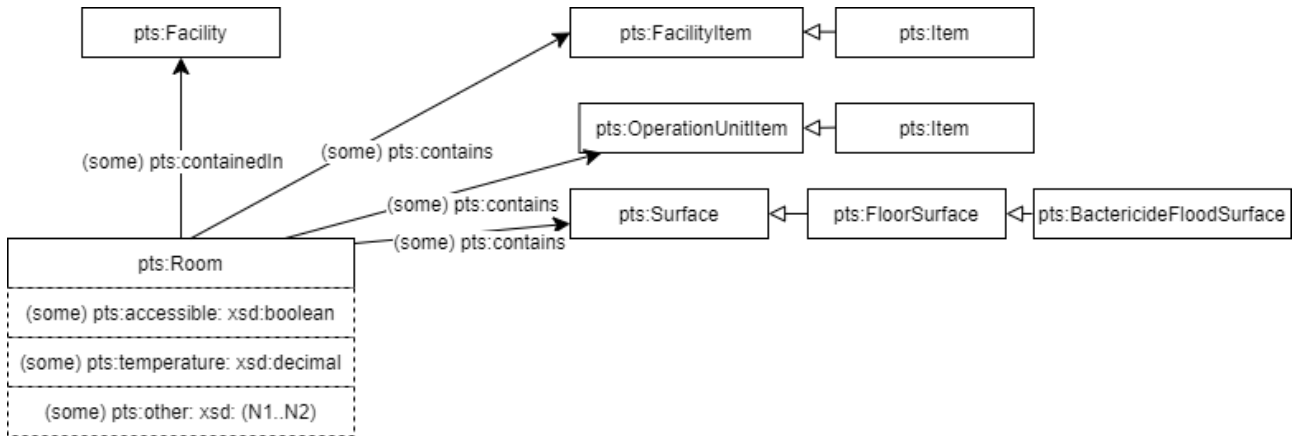 pts:Facility
pts:FacilityItem
pts:Item
pts:OperationUnitItem
pts:Item
(some) pts:containedIn
(some) pts:contains
(some) pts:contains
(some) pts:contains
pts:Surface
pts:FloorSurface
pts:BactericideFloodSurface
pts:Room
(some) pts:accessible: xsd:boolean
(some) pts:temperature: xsd:decimal
(some) pts:other: xsd: (N1..N2)